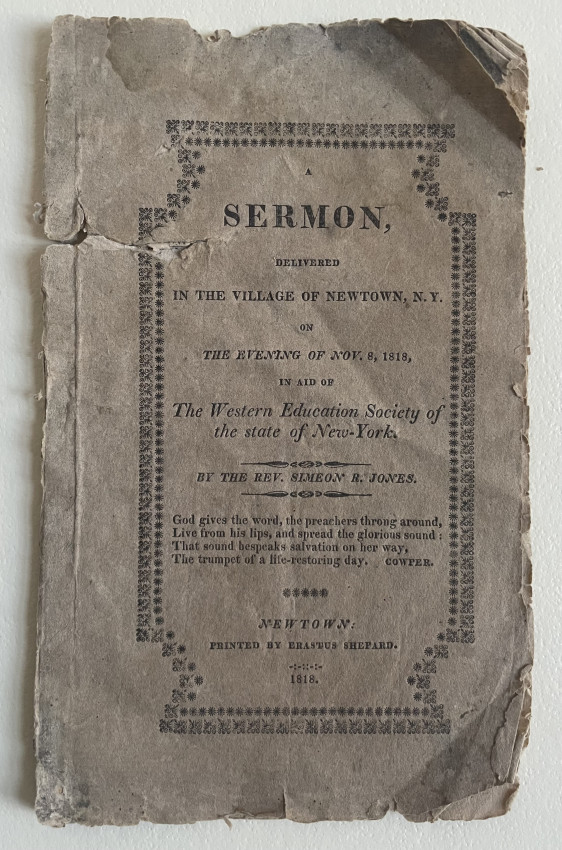 A
SERMON,
DELIVERED
IN THE VILLAGE OF NEWTOWN, N. Y.
ON
THE EVENING OF NOV. 8, 1818,
IN AID OF
The Western Education Society of
the state of New-York.
BY THE REV. SIMEON R. JONES.
God gives the word, the preachers throng around,
Live from his lips, and spread the glorious sound :
That sound bespeaks salvation on her way,
The trumpet of a life-restoring day. COWPER.
NEWTOWN:
PRINTED BY ERASTUS SHEPARD.
1818.